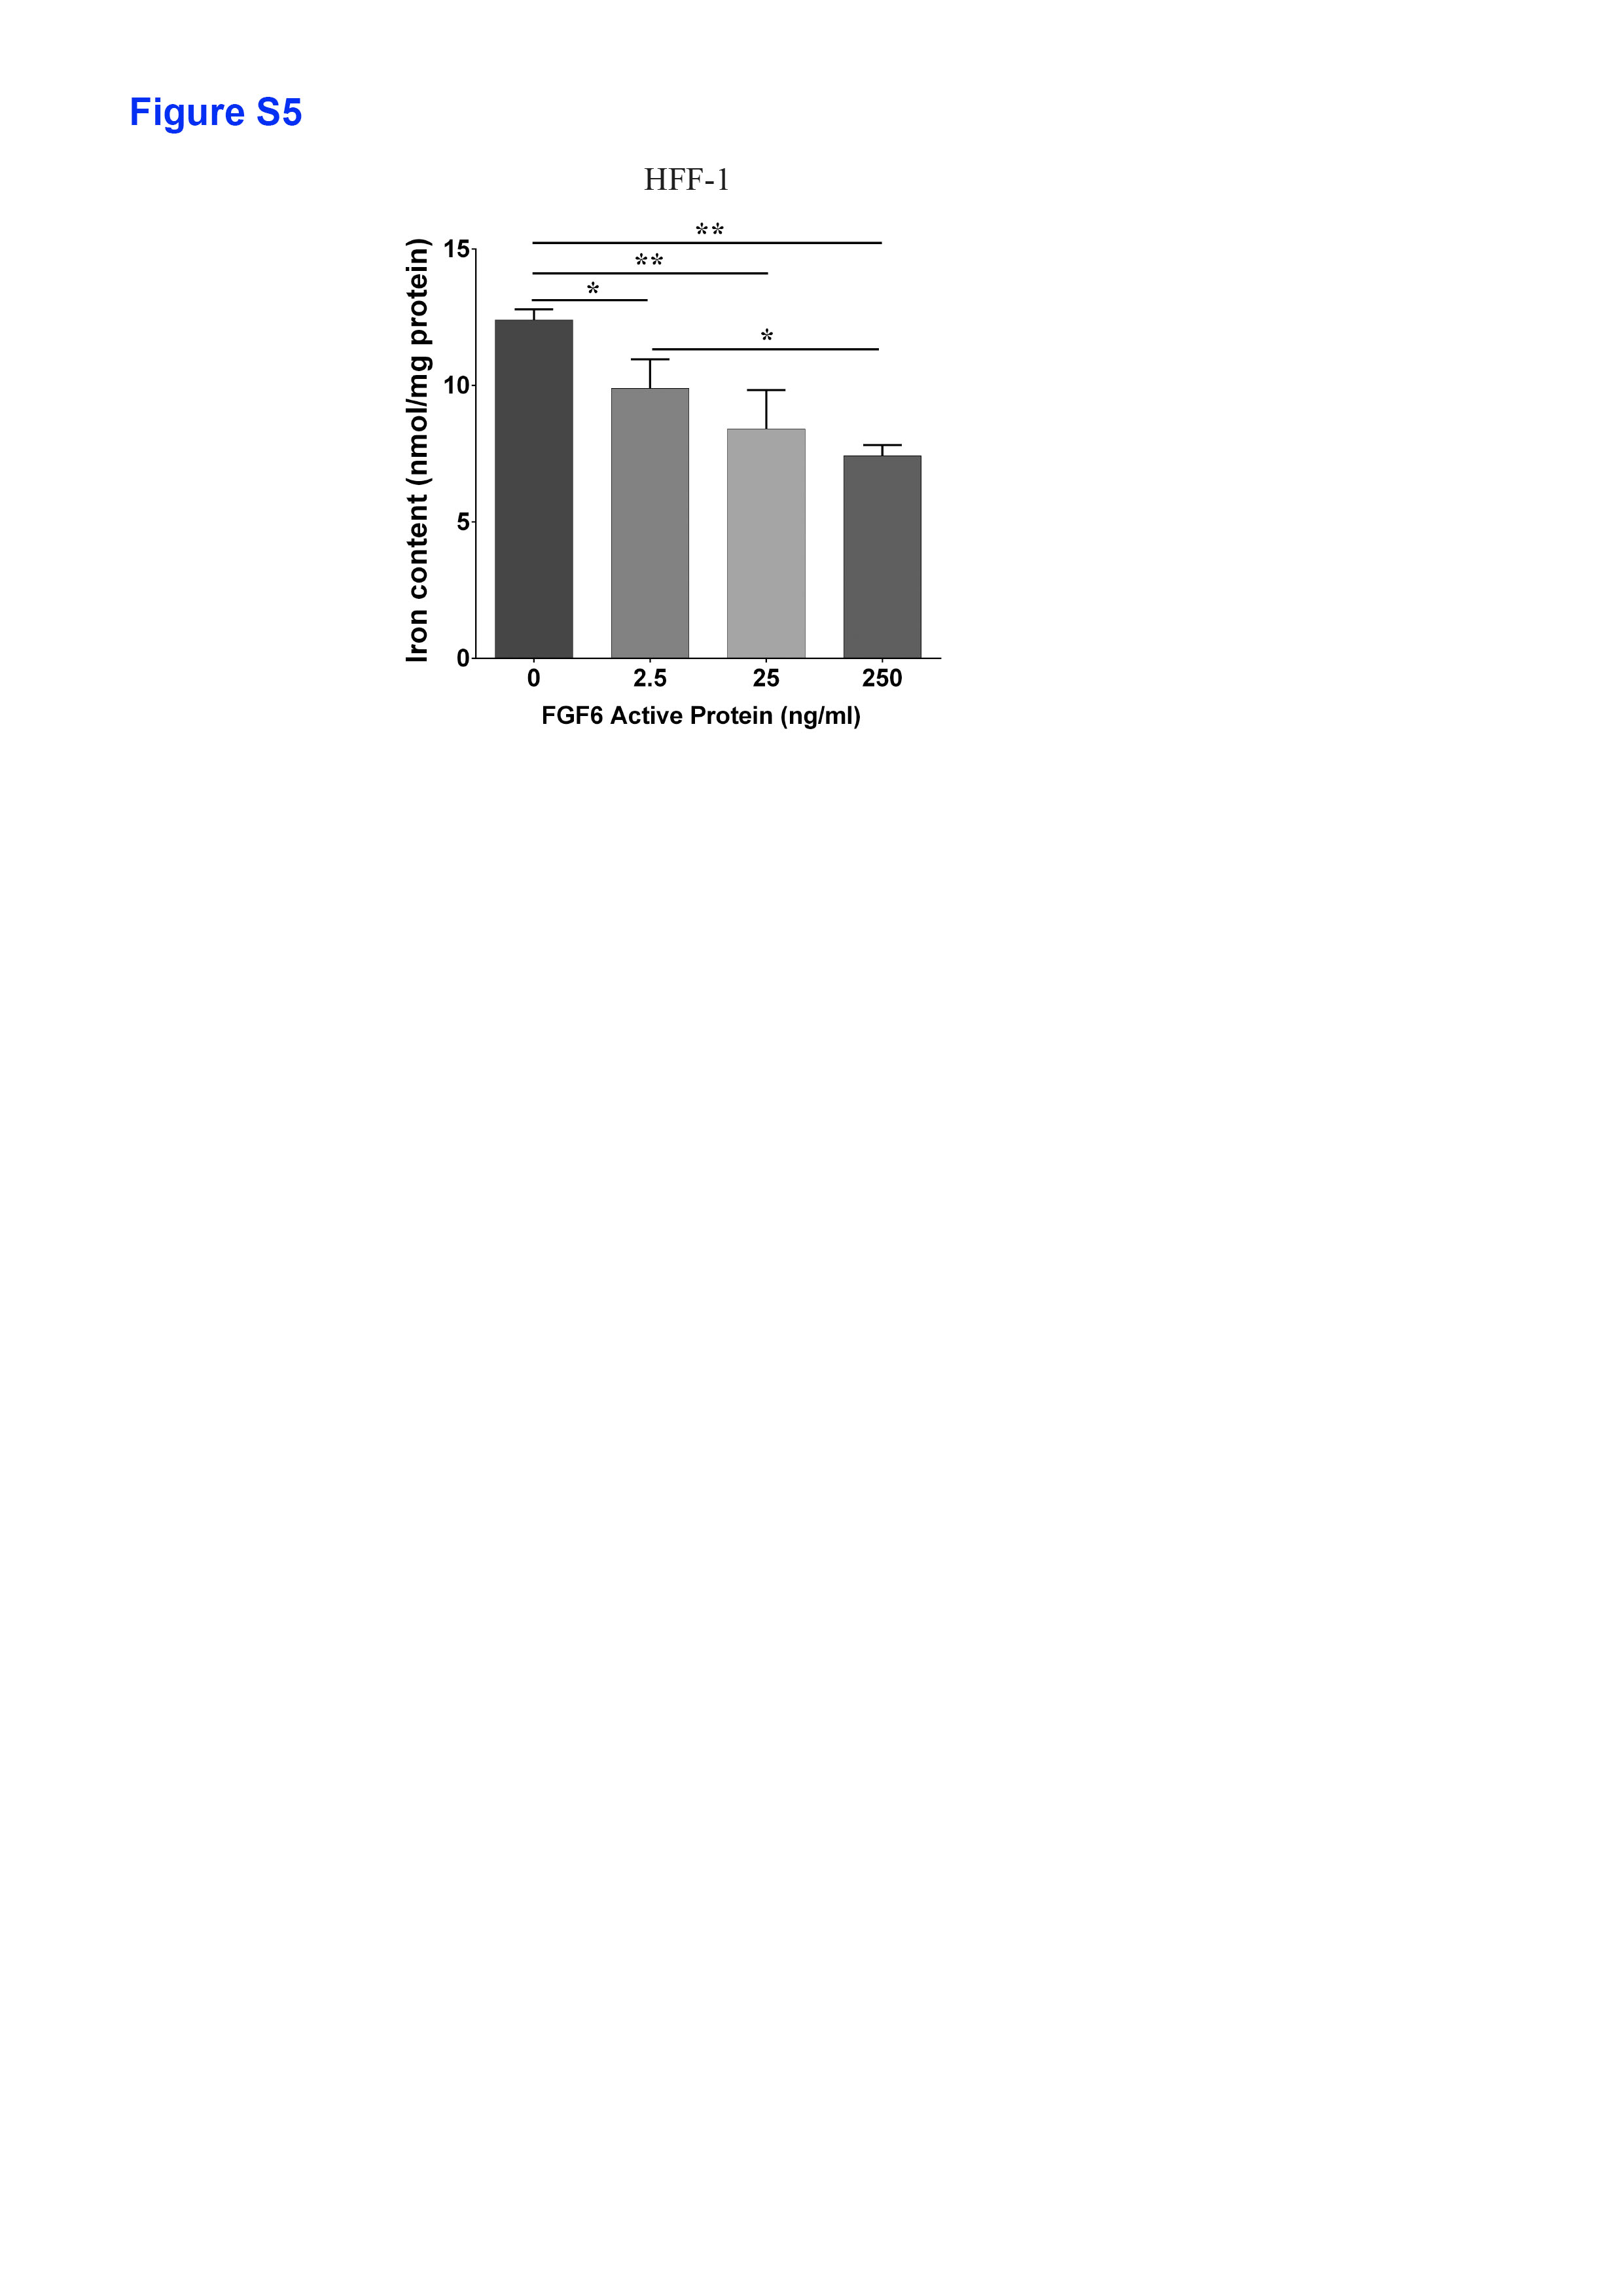 Figure S5
HFF-1
**
**
*
*
Iron content (nmol/mg protein)
15
10
5
0
0 2.5 25 250
FGF6 Active Protein (ng/ml)